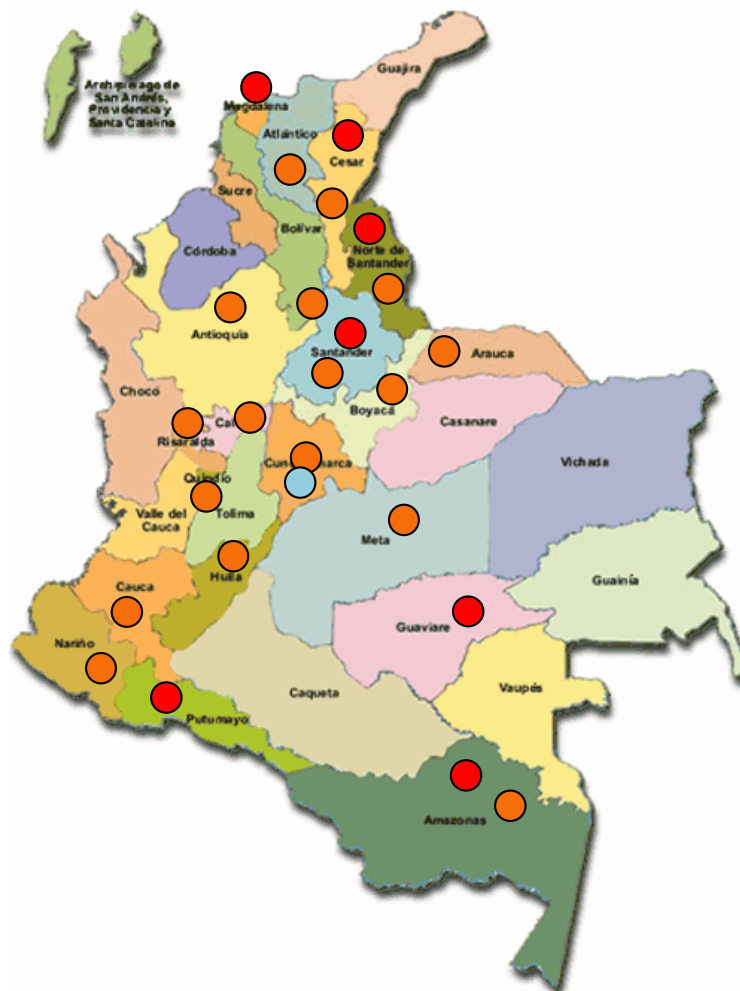 Guajira
Archipielago de
San Andrés,
Providencia y
Santa Catalina
Magdalena
Atlántico
Cesar
Sucre
Bolívar
Córdoba
Norte de
Santander
Antioquia
Santander
Arauca
Chocó
Boyacá
Casanare
Risaralda
Vichada
Quindío
Valle del
Cauca
Tolima
Meta
Huila
Guainía
Cauca
Guaviare
Nariño
Caqueta
Vaupés
Putumayo
Amazonas